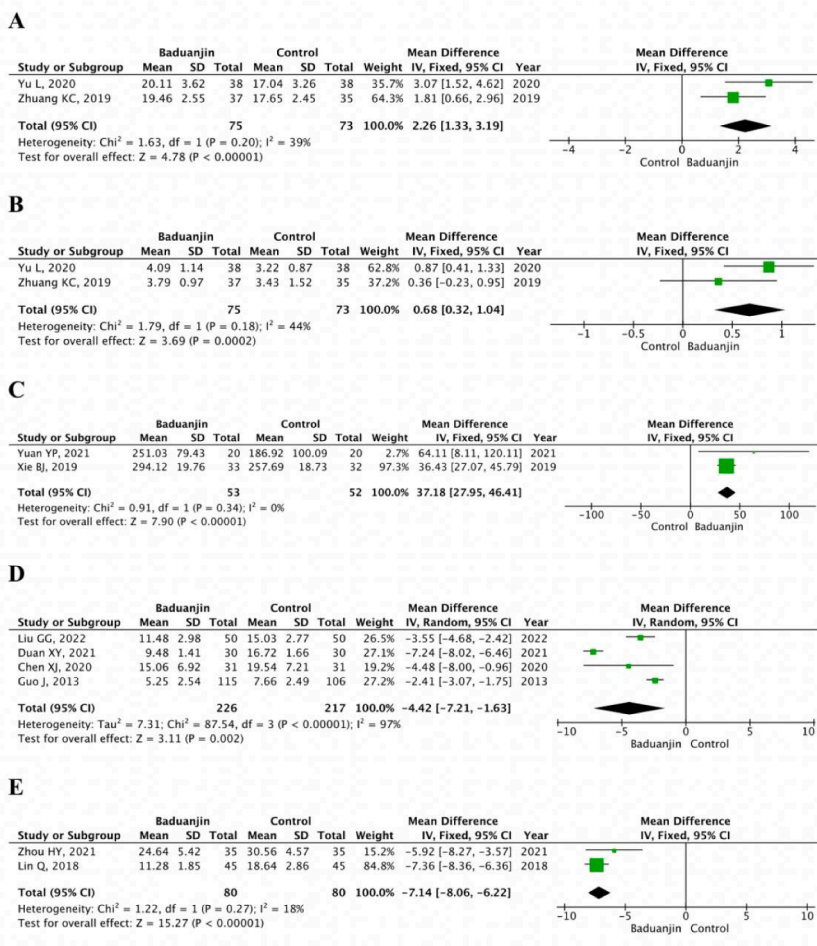 A
Baduanjin Control Mean Difference Mean Difference
Study or Subgroup Mean SD Total Mean SD Total Weight IV, Fixed, 95% CI Year IV, Fixed, 95% CI
Yu L, 2020 20.11 3.62 38 17.04 3.26 38 35.7% 3.07 [1.52, 4.62] 2020
Zhuang KC, 2019 19.46 2.55 37 17.65 2.45 35 64.3% 1.81 [0.66, 2.96] 2019
Total (95% CI) 75 73 100.0% 2.26 [1.33, 3.19]
Heterogeneity: Chi² = 1.63, df = 1 (P = 0.20); I² = 39%
Test for overall effect: Z = 4.78 (P < 0.00001)
-4 -2 0 2 4
Control Baduanjin
B
Baduanjin Control Mean Difference Mean Difference
Study or Subgroup Mean SD Total Mean SD Total Weight IV, Fixed, 95% CI Year IV, Fixed, 95% CI
Yu L, 2020 4.09 1.14 38 3.22 0.87 38 62.8% 0.87 [0.41, 1.33] 2020
Zhuang KC, 2019 3.79 0.97 37 3.43 1.52 35 37.2% 0.36 [-0.23, 0.95] 2019
Total (95% CI) 75 73 100.0% 0.68 [0.32, 1.04]
Heterogeneity: Chi² = 1.79, df = 1 (P = 0.18); I² = 44%
Test for overall effect: Z = 3.69 (P = 0.0002)
-1 -0.5 0 0.5 1
Control Baduanjin
C
Baduanjin Control Mean Difference Mean Difference
Study or Subgroup Mean SD Total Mean SD Total Weight IV, Fixed, 95% CI Year IV, Fixed, 95% CI
Yuan YP, 2021 251.03 79.43 20 186.92 100.09 20 2.7% 64.11 [8.11, 120.11] 2021
Xie BJ, 2019 294.12 19.76 33 257.69 18.73 32 97.3% 36.43 [27.07, 45.79] 2019
Total (95% CI) 53 52 100.0% 37.18 [27.95, 46.41]
Heterogeneity: Chi² = 0.91, df = 1 (P = 0.34); I² = 0%
Test for overall effect: Z = 7.90 (P < 0.00001)
-100 -50 0 50 100
Control Baduanjin
D
Baduanjin Control Mean Difference Mean Difference
Study or Subgroup Mean SD Total Mean SD Total Weight IV, Random, 95% CI Year IV, Random, 95% CI
Liu GG, 2022 11.48 2.98 50 15.03 2.77 50 26.5% -3.55 [-4.68, -2.42] 2022
Duan XY, 2021 9.48 1.41 30 16.72 1.66 30 27.1% -7.24 [-8.02, -6.46] 2021
Chen XJ, 2020 15.06 6.92 31 19.54 7.21 31 19.2% -4.48 [-8.00, -0.96] 2020
Guo J, 2013 5.25 2.54 115 7.66 2.49 106 27.2% -2.41 [-3.07, -1.75] 2013
Total (95% CI) 226 217 100.0% -4.42 [-7.21, -1.63]
Heterogeneity: Tau² = 7.31; Chi² = 87.54, df = 3 (P < 0.00001); I² = 97%
Test for overall effect: Z = 3.11 (P = 0.002)
-10 -5 0 5 10
Baduanjin Control
E
Baduanjin Control Mean Difference Mean Difference
Study or Subgroup Mean SD Total Mean SD Total Weight IV, Fixed, 95% CI Year IV, Fixed, 95% CI
Zhou HY, 2021 24.64 5.42 35 30.56 4.57 35 15.2% -5.92 [-8.27, -3.57] 2021
Lin Q, 2018 11.28 1.85 45 18.64 2.86 45 84.8% -7.36 [-8.36, -6.36] 2018
Total (95% CI) 80 80 100.0% -7.14 [-8.06, -6.22]
Heterogeneity: Chi² = 1.22, df = 1 (P = 0.27); I² = 18%
Test for overall effect: Z = 15.27 (P < 0.00001)
-10 -5 0 5 10
Baduanjin Control